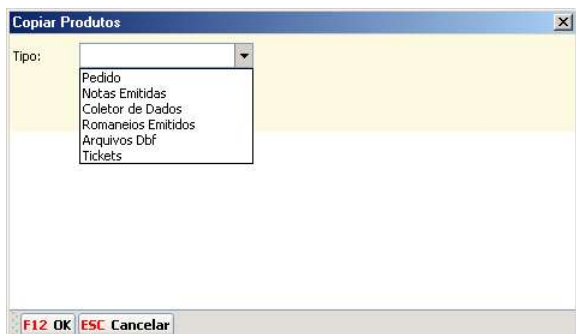 Copiar Produtos
Tipo:
Pedido
Notas Emitidas
Coletor de Dados
Romaneios Emitidos
Arquivos Dbf
Tickets
F12 OK ESC Cancelar